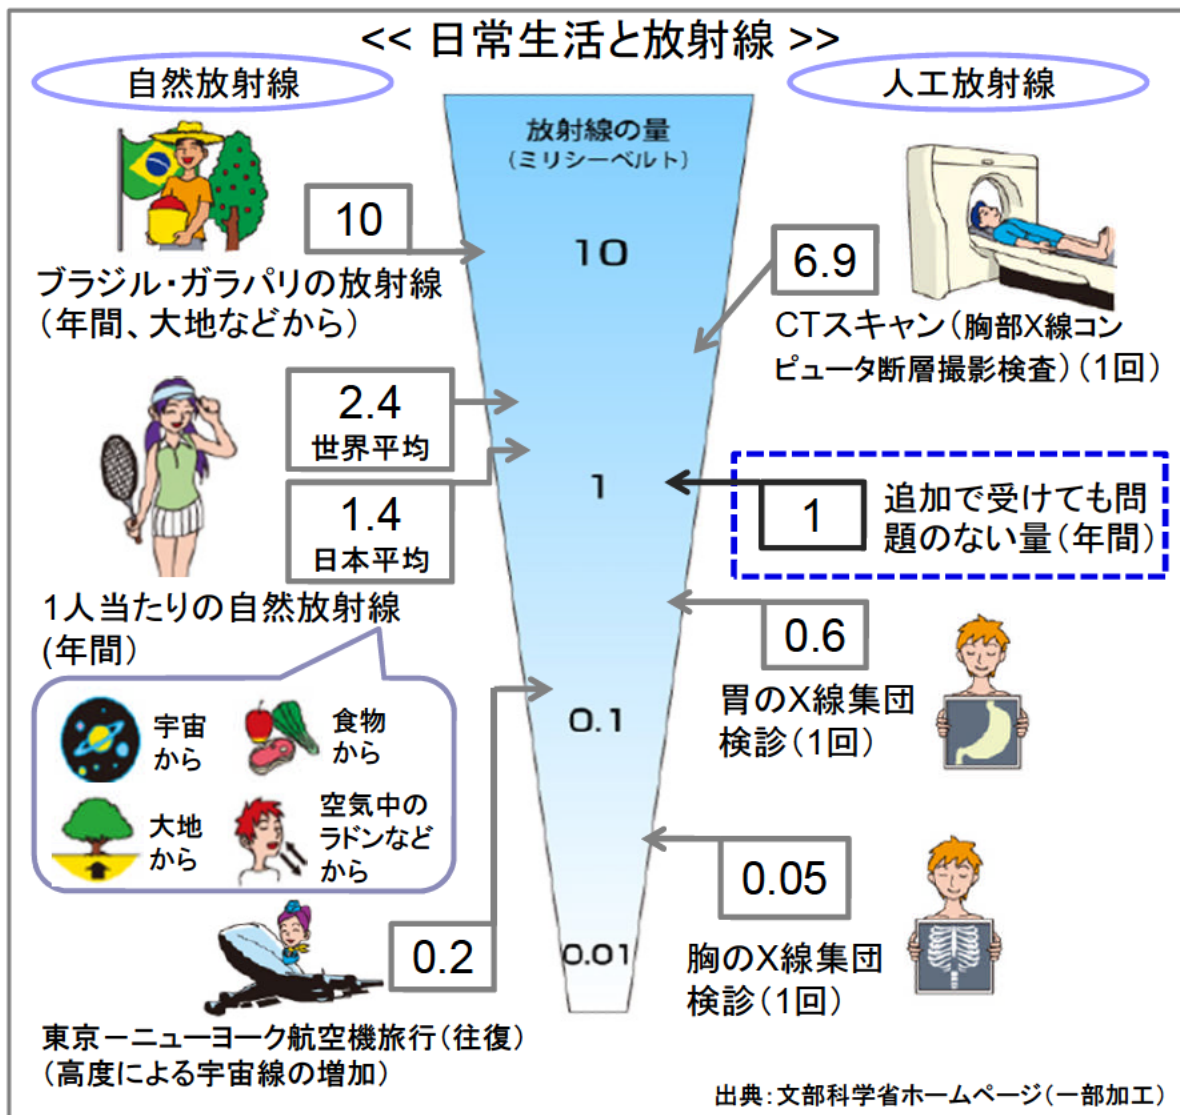 << 日常生活と放射線 >>
自然放射線
人工放射線
放射線の量
(ミリシーベルト)
10
1
0.1
0.01
10
ブラジル・ガラパリの放射線
(年間、大地などから)
2.4
世界平均
1.4
日本平均
1人当たりの自然放射線
(年間)
宇宙
から
食物
から
大地
から
空気中の
ラドンなど
から
0.2
東京－ニューヨーク航空機旅行(往復)
(高度による宇宙線の増加)
6.9
CTスキャン(胸部X線コン
ピュータ断層撮影検査)(1回)
1
追加で受けても問
題のない量(年間)
0.6
胃のX線集団
検診(1回)
0.05
胸のX線集団
検診(1回)
出典:文部科学省ホームページ(一部加工)